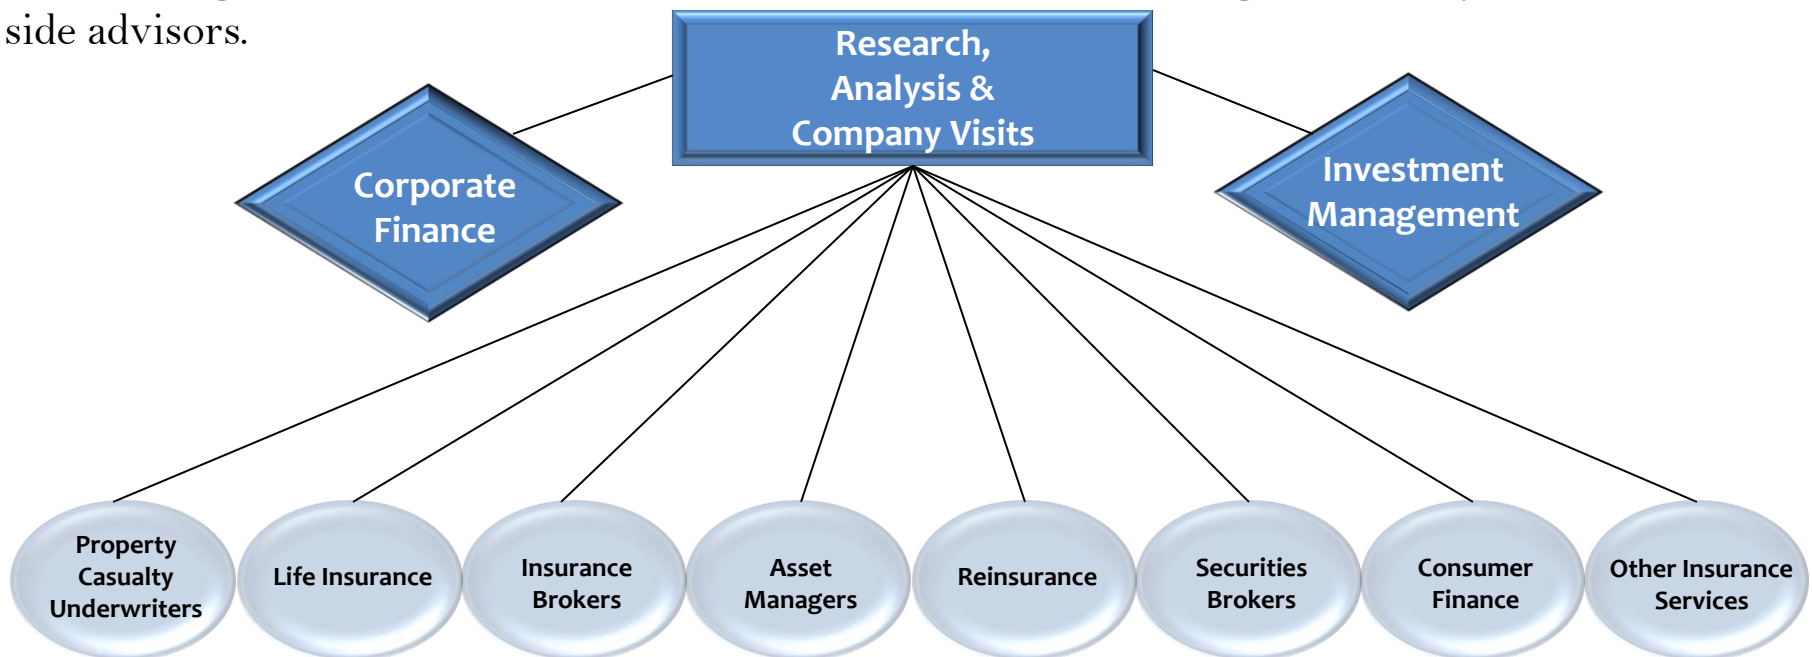 side advisors.
Research,
Analysis &
Company Visits
Corporate
Finance
Investment
Management
Property
Casualty
Underwriters
Life Insurance
Insurance
Brokers
Asset
Managers
Reinsurance
Securities
Brokers
Consumer
Finance
Other Insurance
Services